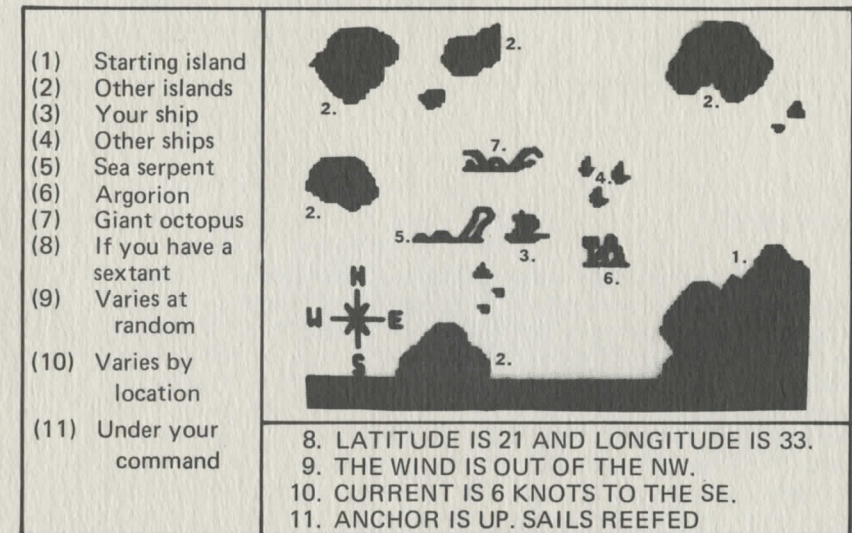 (1) Starting island
(2) Other islands
(3) Your ship
(4) Other ships
(5) Sea serpent
(6) Argorion
(7) Giant octopus
(8) If you have a
sextant
(9) Varies at
random
(10) Varies by
location
(11) Under your
command
2.
2.
2.
7.
4.
2.
5.
3.
6.
1.
N
W E
S
2.
8. LATITUDE IS 21 AND LONGITUDE IS 33.
9. THE WIND IS OUT OF THE NW.
10. CURRENT IS 6 KNOTS TO THE SE.
11. ANCHOR IS UP. SAILS REEFED